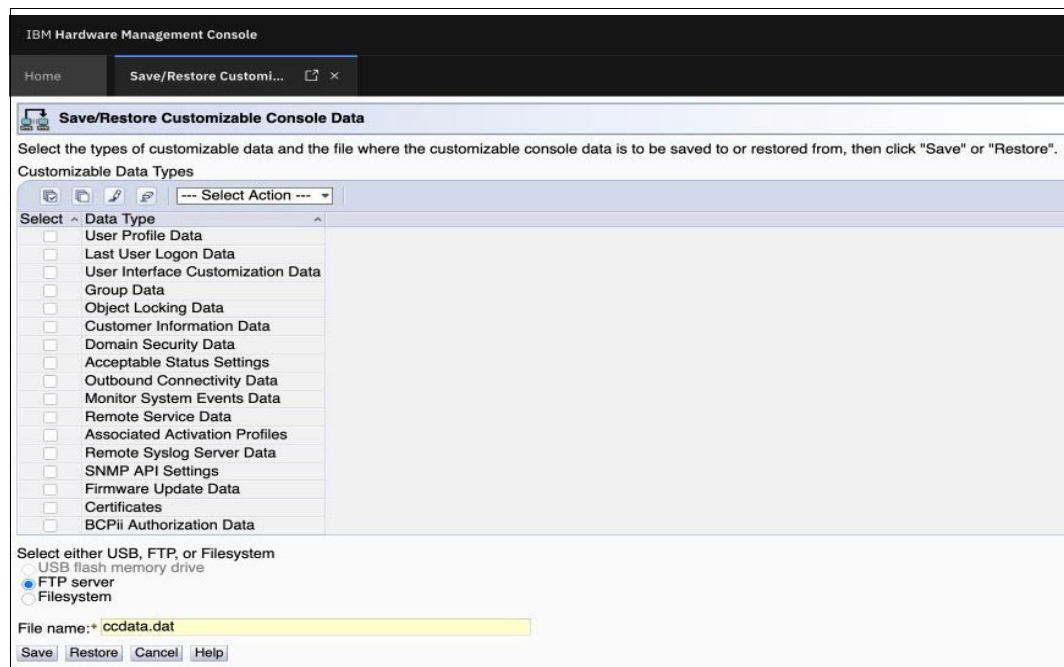 IBM Hardware Management Console
Home Save/Restore Customi...
Save/Restore Customizable Console Data
Select the types of customizable data and the file where the customizable console data is to be saved to or restored from, then click "Save" or "Restore".
Customizable Data Types
--- Select Action ---
Select Data Type
User Profile Data
Last User Logon Data
User Interface Customization Data
Group Data
Object Locking Data
Customer Information Data
Domain Security Data
Acceptable Status Settings
Outbound Connectivity Data
Monitor System Events Data
Remote Service Data
Associated Activation Profiles
Remote Syslog Server Data
SNMP API Settings
Firmware Update Data
Certificates
BCPii Authorization Data
Select either USB, FTP, or Filesystem
USB flash memory drive
FTP server
Filesystem
File name:* ccdata.dat
Save Restore Cancel Help